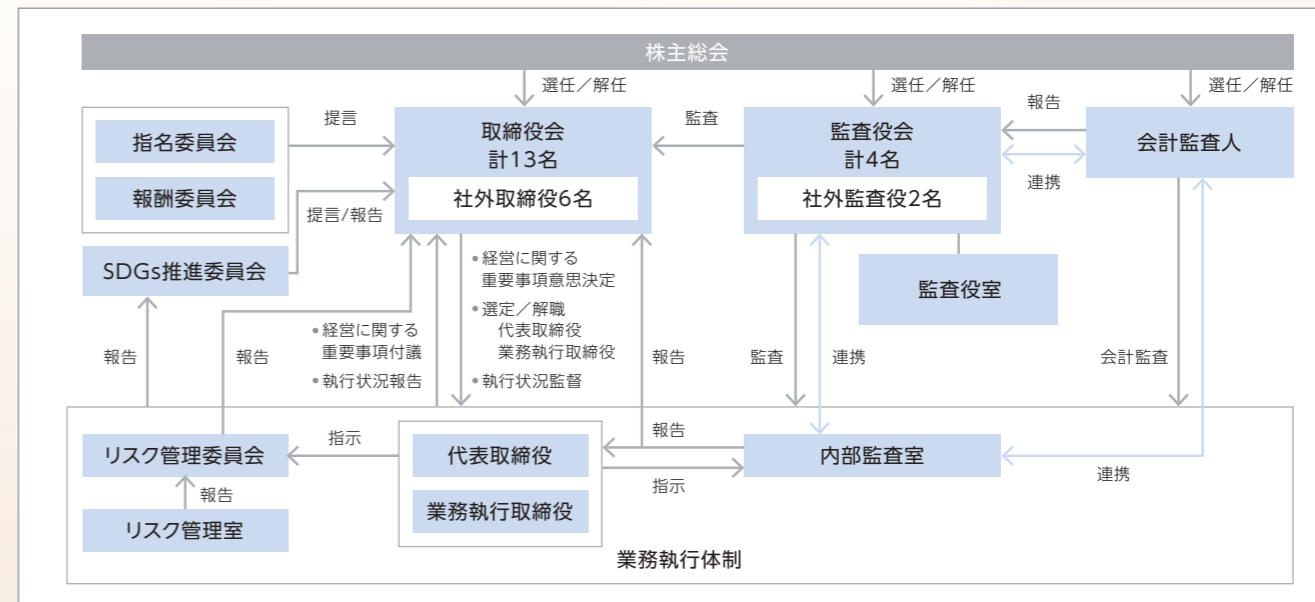 株主総会
選任／解任
選任／解任
選任／解任
指名委員会
報酬委員会
提言
取締役会
計13名
社外取締役6名
監査
監査役会
計4名
社外監査役2名
報告
連携
会計監査人
提言/報告
SDGs推進委員会
監査役室
報告
報告
•経営に関する
重要事項付議
•執行状況報告
•経営に関する
重要事項意思決定
•選定／解職
代表取締役
業務執行取締役
•執行状況監督
報告
監査
連携
会計監査
リスク管理委員会
指示
代表取締役
報告
内部監査室
連携
報告
指示
リスク管理室
業務執行取締役
業務執行体制